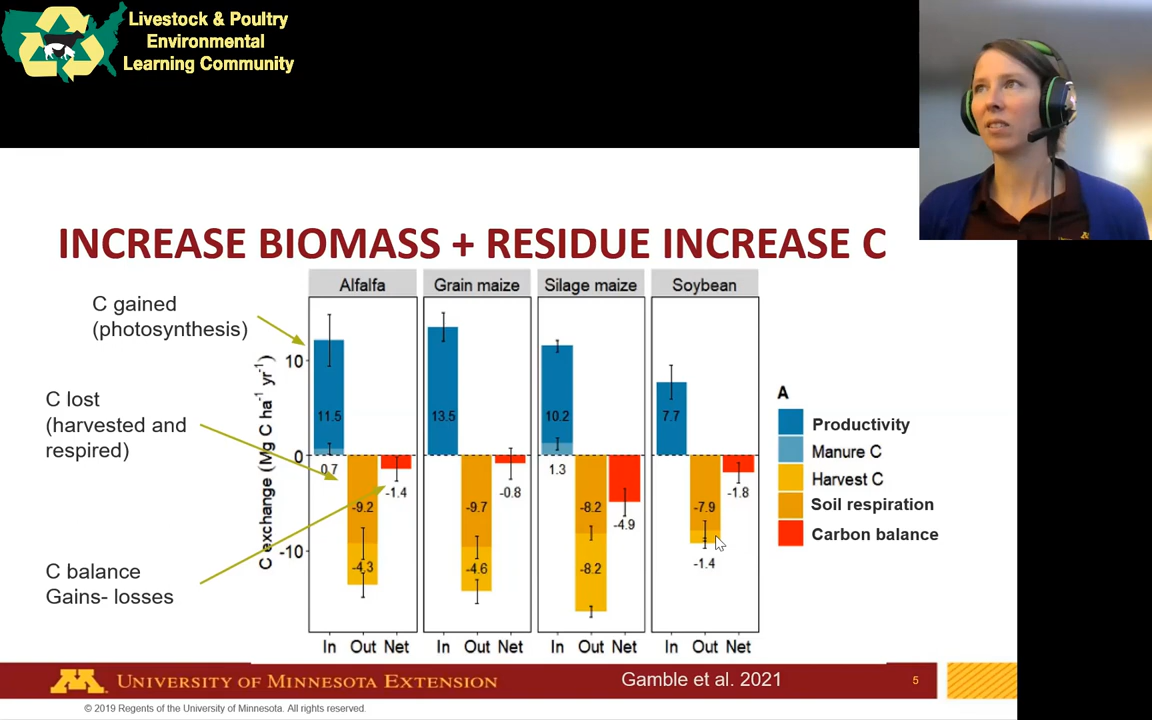 Livestock & Poultry
Environmental
Learning Community
INCREASE BIOMASS + RESIDUE INCREASE C
C gained
(photosynthesis)
C lost
(harvested and
respired)
C balance
Gains- losses
C exchange (Mg C ha⁻¹ yr⁻¹)
10
0
-10
Alfalfa
11.5
0.7
-9.2
-4.3
-1.4
In Out Net
Grain maize
13.5
-9.7
-4.6
-0.8
In Out Net
Silage maize
10.2
1.3
-8.2
-8.2
-4.9
In Out Net
Soybean
7.7
-7.9
-1.4
-1.8
In Out Net
A
Productivity
Manure C
Harvest C
Soil respiration
Carbon balance
M UNIVERSITY OF MINNESOTA EXTENSION
Gamble et al. 2021
5
© 2019 Regents of the University of Minnesota. All rights reserved.